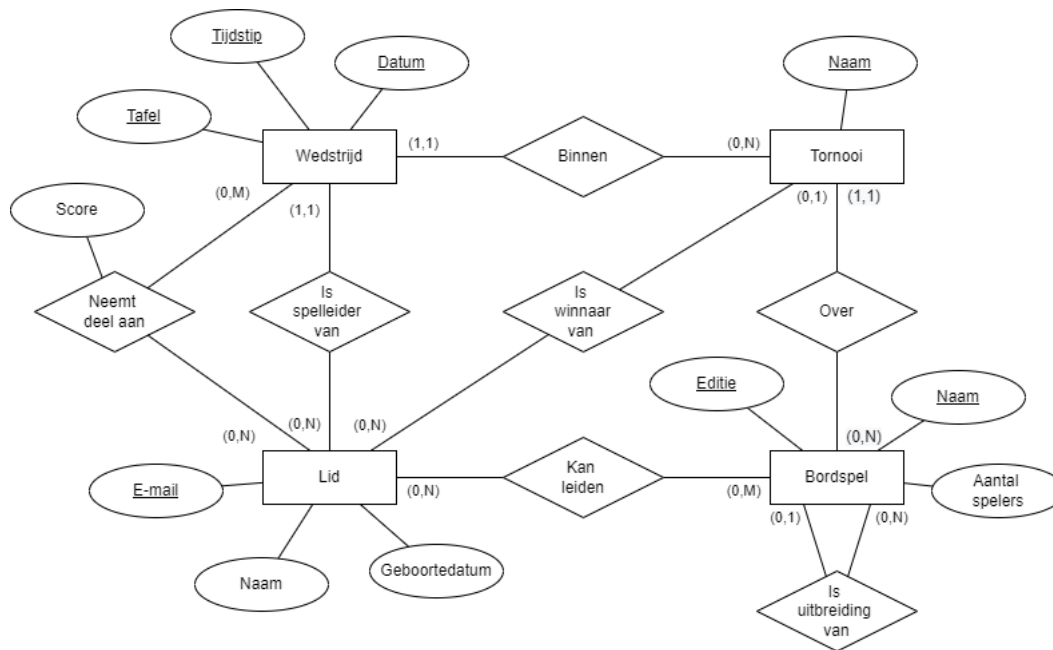 Tijdstip
Datum
Naam
Tafel
Wedstrijd
(1,1)
Binnen
(0,N)
Tornooi
(0,M)
(1,1)
(0,1)
(1,1)
Score
Neemt
deel aan
Is
spelleider
van
Is
winnaar
van
Over
Editie
Naam
(0,N)
(0,N)
(0,N)
(0,N)
Lid
(0,N)
Kan
leiden
(0,M)
Bordspel
Aantal
spelers
E-mail
(0,1)
(0,N)
Naam
Geboortedatum
Is
uitbreiding
van